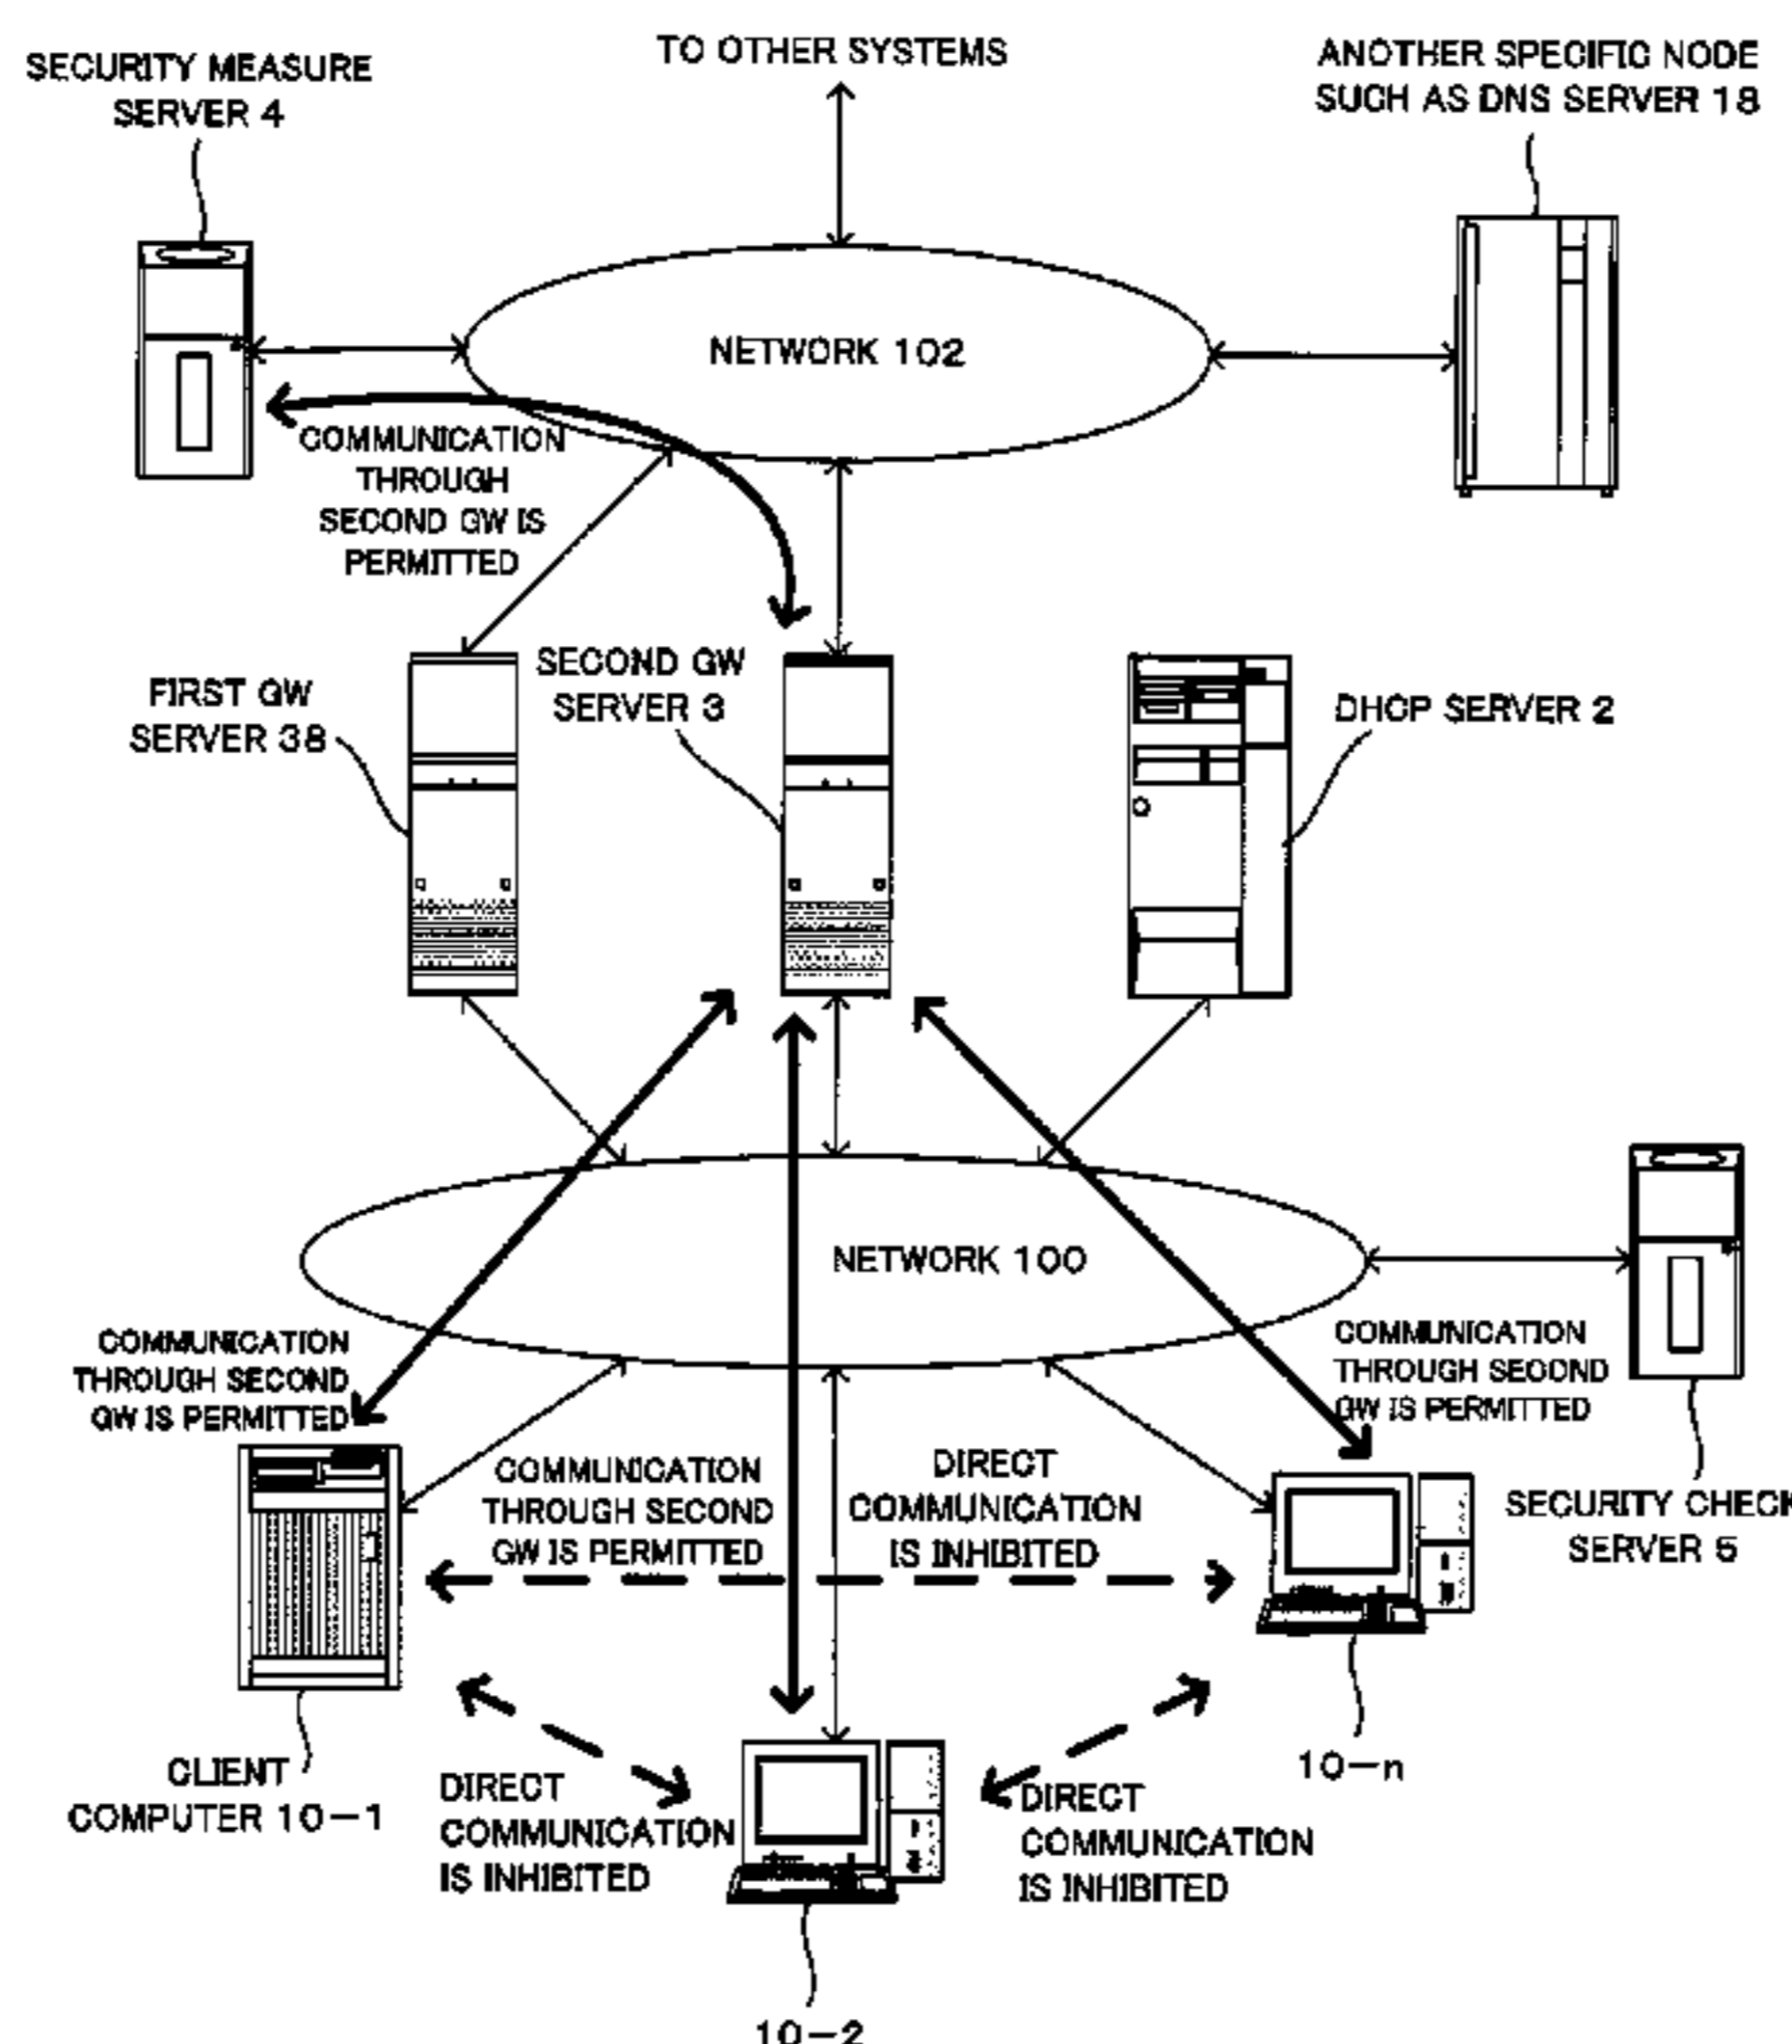 TO OTHER SYSTEMS
SECURITY MEASURE
SERVER 4
ANOTHER SPECIFIC NODE
SUCH AS DNS SERVER 18
NETWORK 102
COMMUNICATION
THROUGH
SECOND GW IS
PERMITTED
FIRST GW
SERVER 38
SECOND GW
SERVER 3
DHCP SERVER 2
NETWORK 100
COMMUNICATION
THROUGH SECOND
GW IS PERMITTED
COMMUNICATION
THROUGH SECOND
GW IS PERMITTED
COMMUNICATION
THROUGH SECOND
GW IS PERMITTED
DIRECT
COMMUNICATION
IS INHIBITED
SECURITY CHECK
SERVER 5
CLIENT
COMPUTER 10-1
DIRECT
COMMUNICATION
IS INHIBITED
DIRECT
COMMUNICATION
IS INHIBITED
10-n
10-2